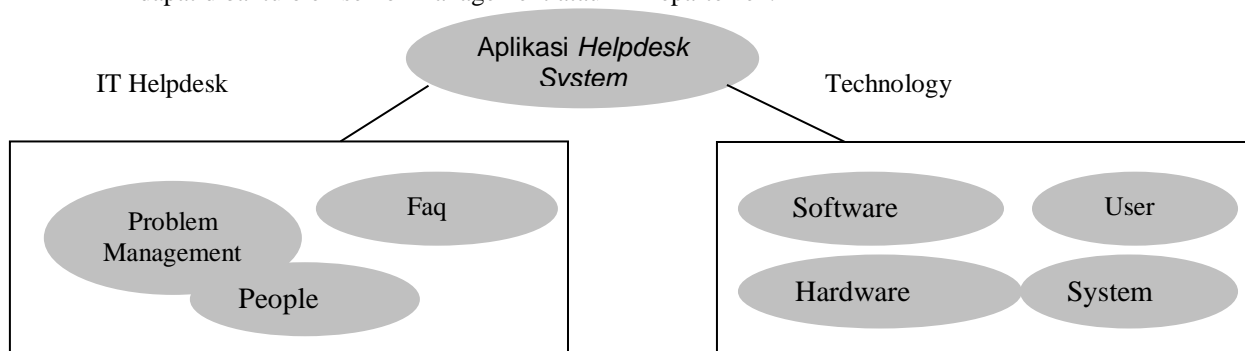 Aplikasi Helpdesk
System
IT Helpdesk
Technology
Problem
Management
Faq
People
Software
User
Hardware
System